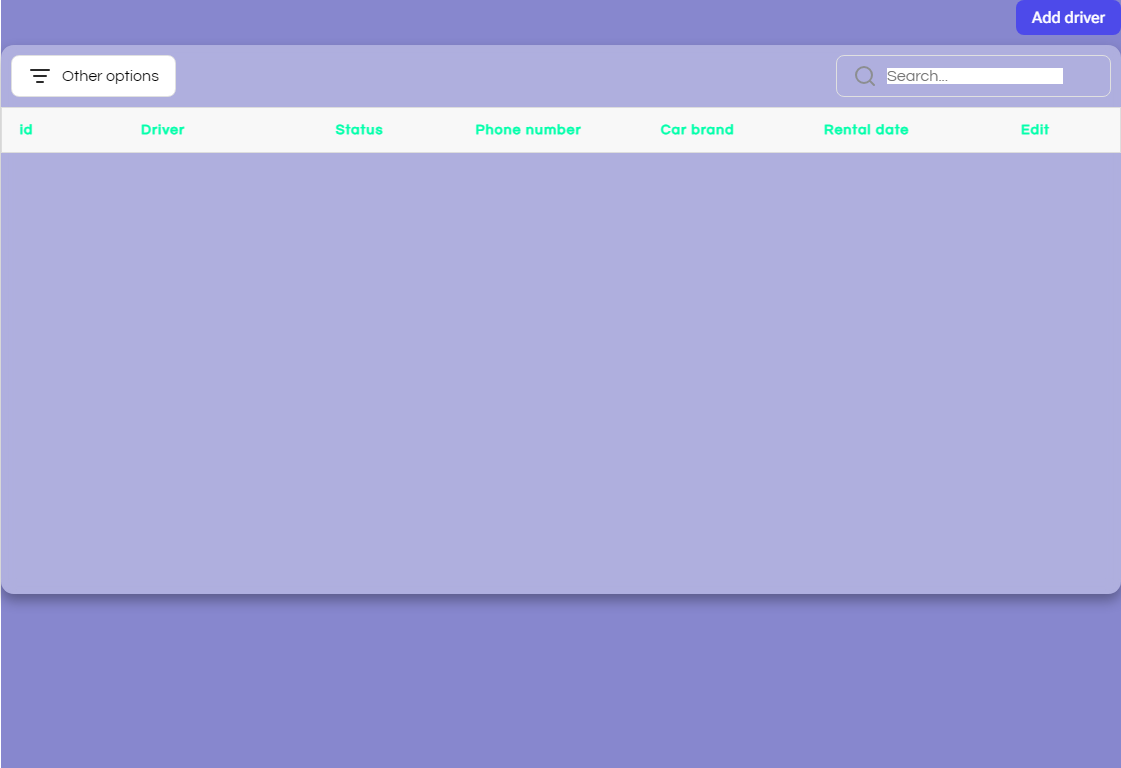 Add driver
Other options
Search...
id Driver Status Phone number Car brand Rental date Edit